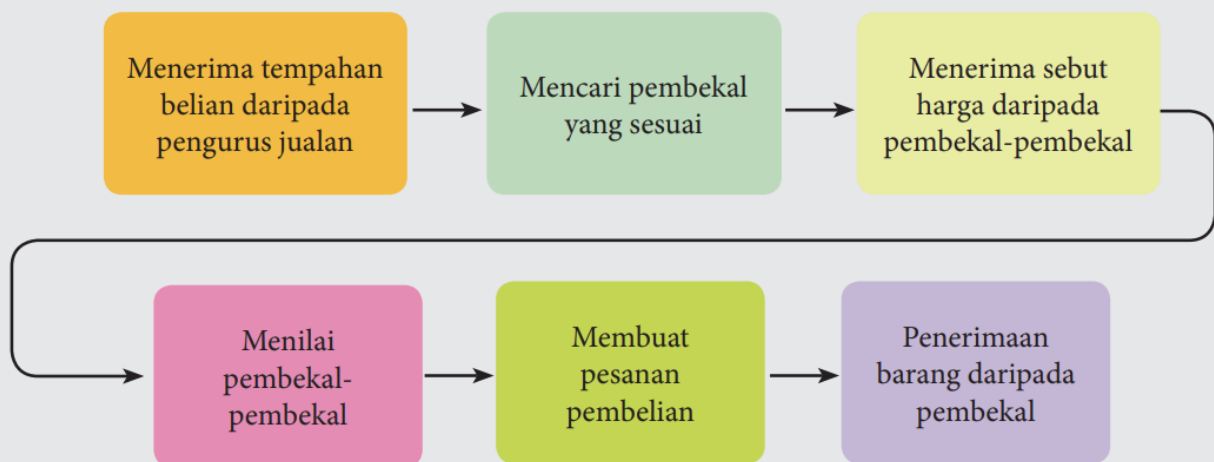 Menerima tempahan
belian daripada
pengurus jualan
Mencari pembekal
yang sesuai
Menerima sebut
harga daripada
pembekal-pembekal
Menilai
pembekal-
pembekal
Membuat
pesanan
pembelian
Penerimaan
barang daripada
pembekal